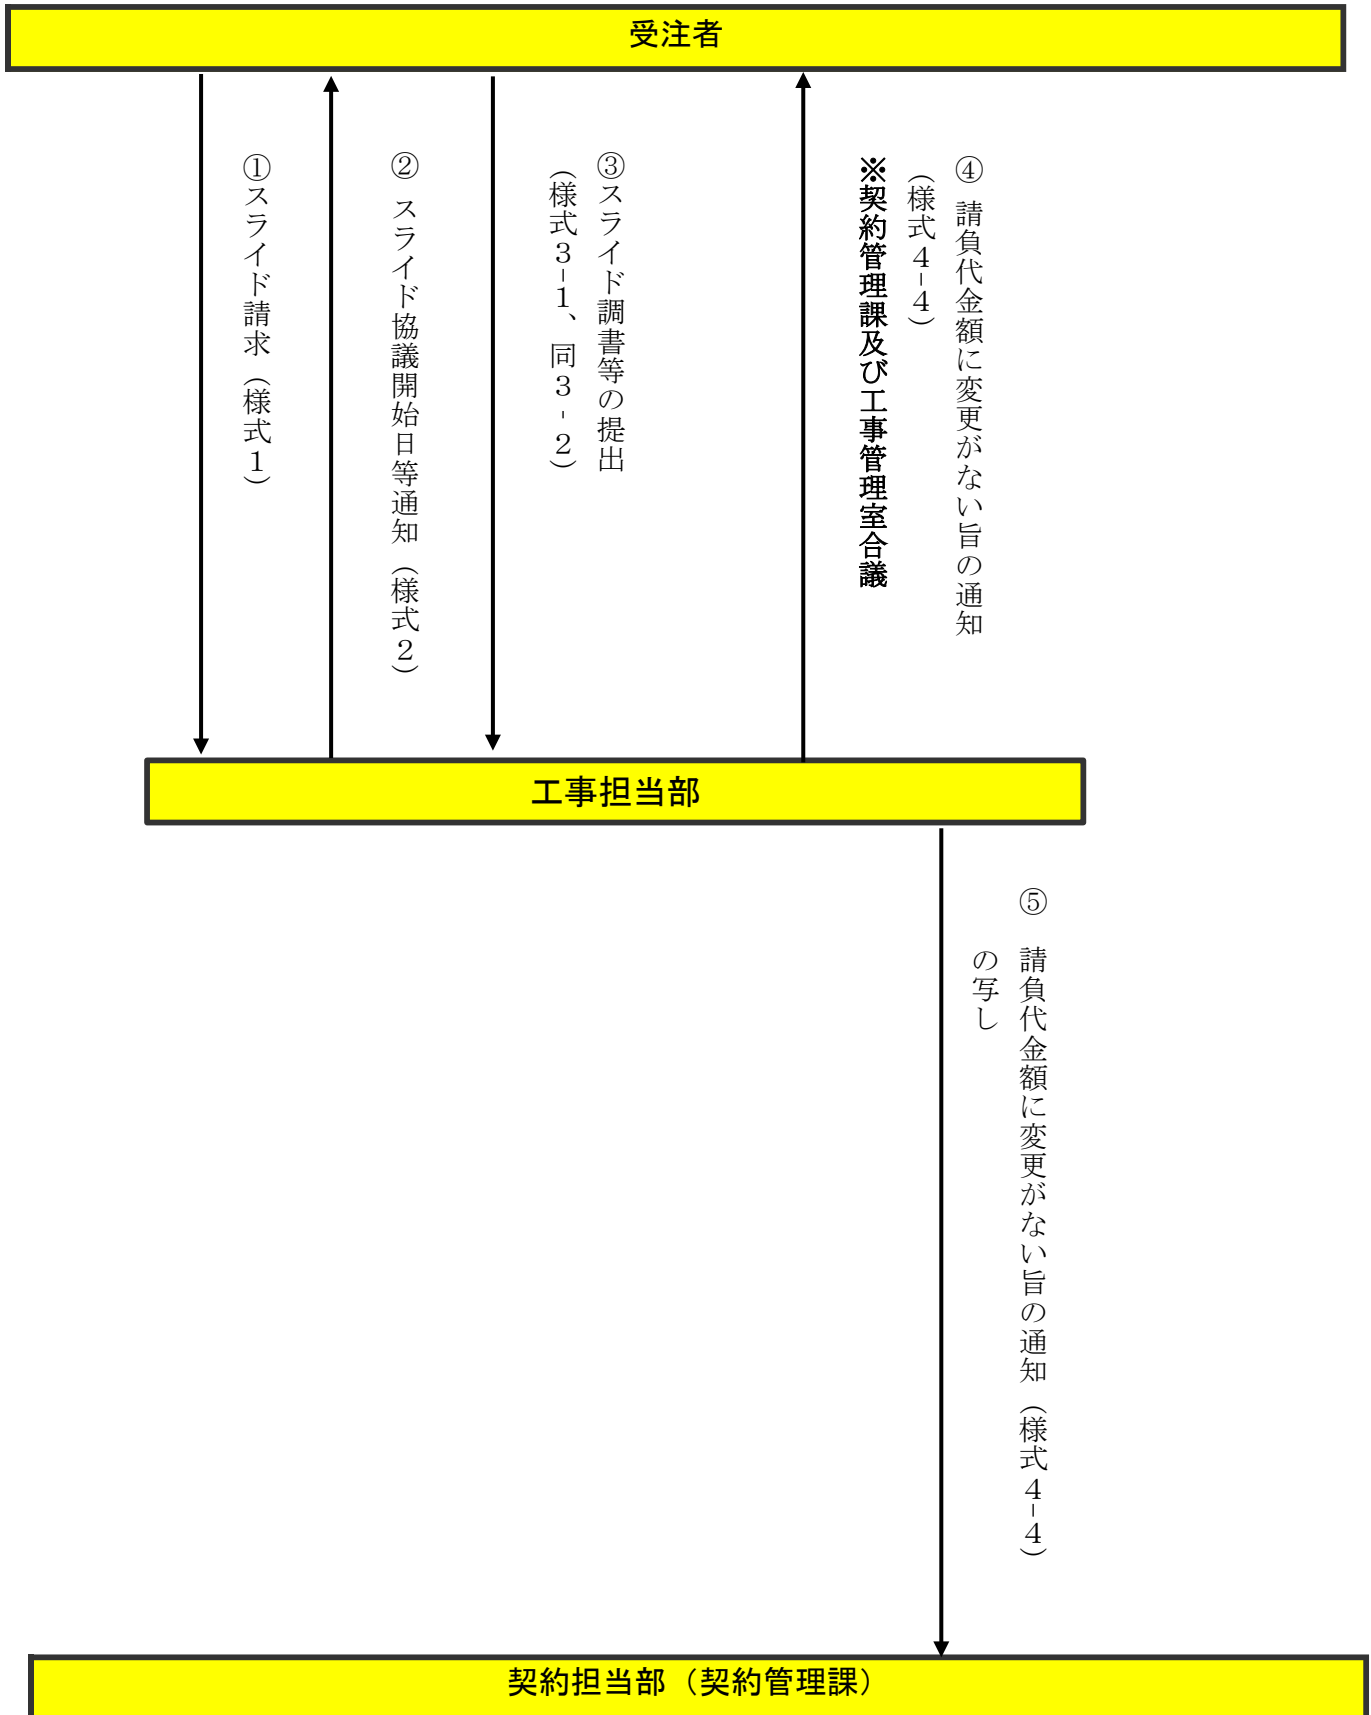 受注者
①スライド請求（様式１）
② スライド協議開始日等通知（様式２）
③スライド調書等の提出
（様式３-１、同３-２）
④ 請負代金額に変更がない旨の通知
（様式４-４）
※契約管理課及び工事管理室合議
工事担当部
⑤ 請負代金額に変更がない旨の通知（様式４-４）
の写し
契約担当部（契約管理課）